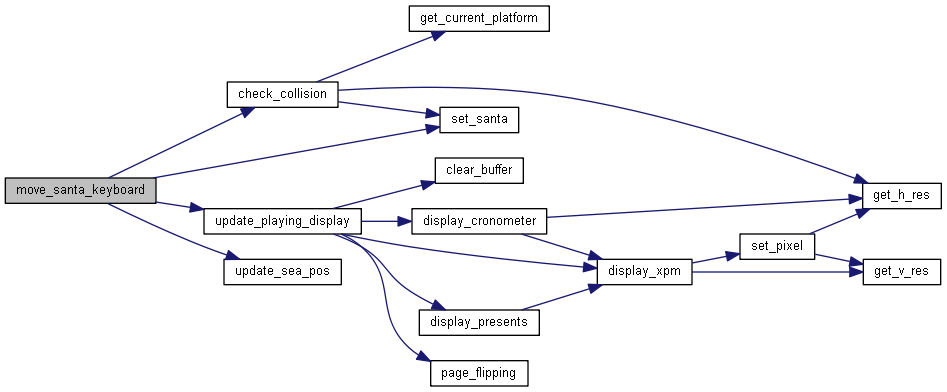 get_current_platform
check_collision
set_santa
clear_buffer
move_santa_keyboard
get_h_res
update_playing_display
display_cronometer
set_pixel
update_sea_pos
display_xpm
get_v_res
display_presents
page_flipping